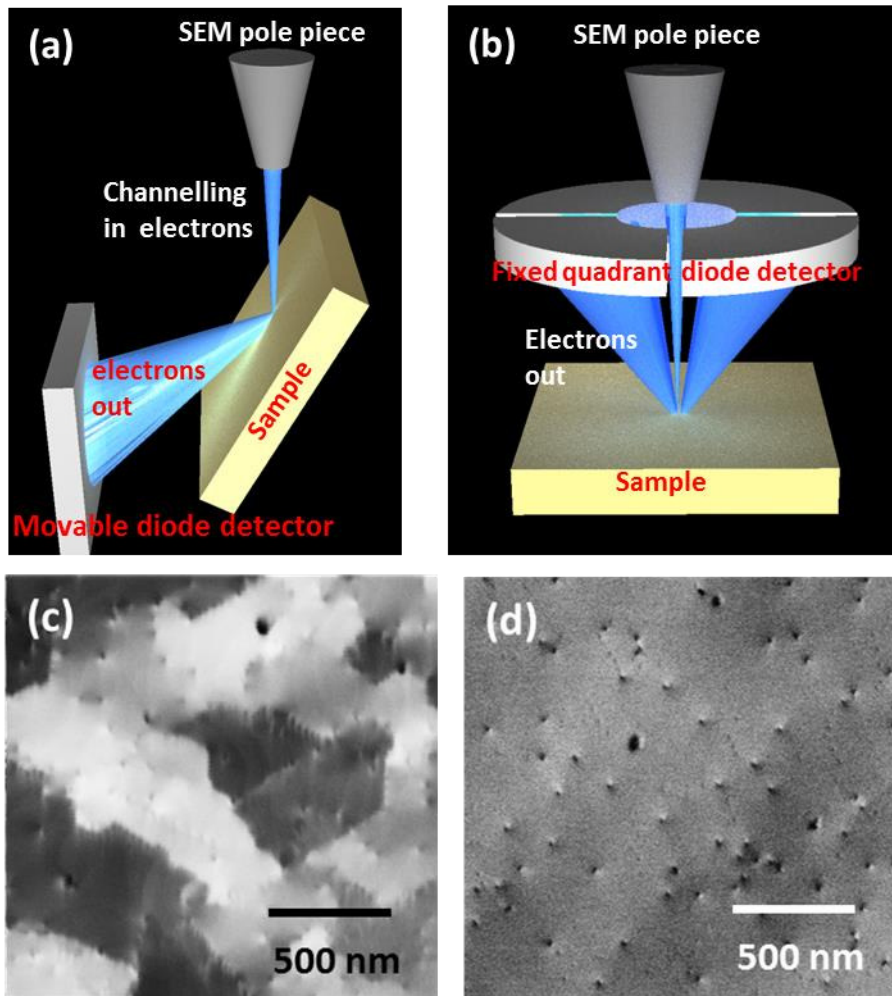 (a)
SEM pole piece
Channelling
in electrons
electrons
out
Sample
Movable diode detector
(b)
SEM pole piece
Fixed quadrant diode detector
Electrons
out
Sample
(c)
500 nm
(d)
500 nm